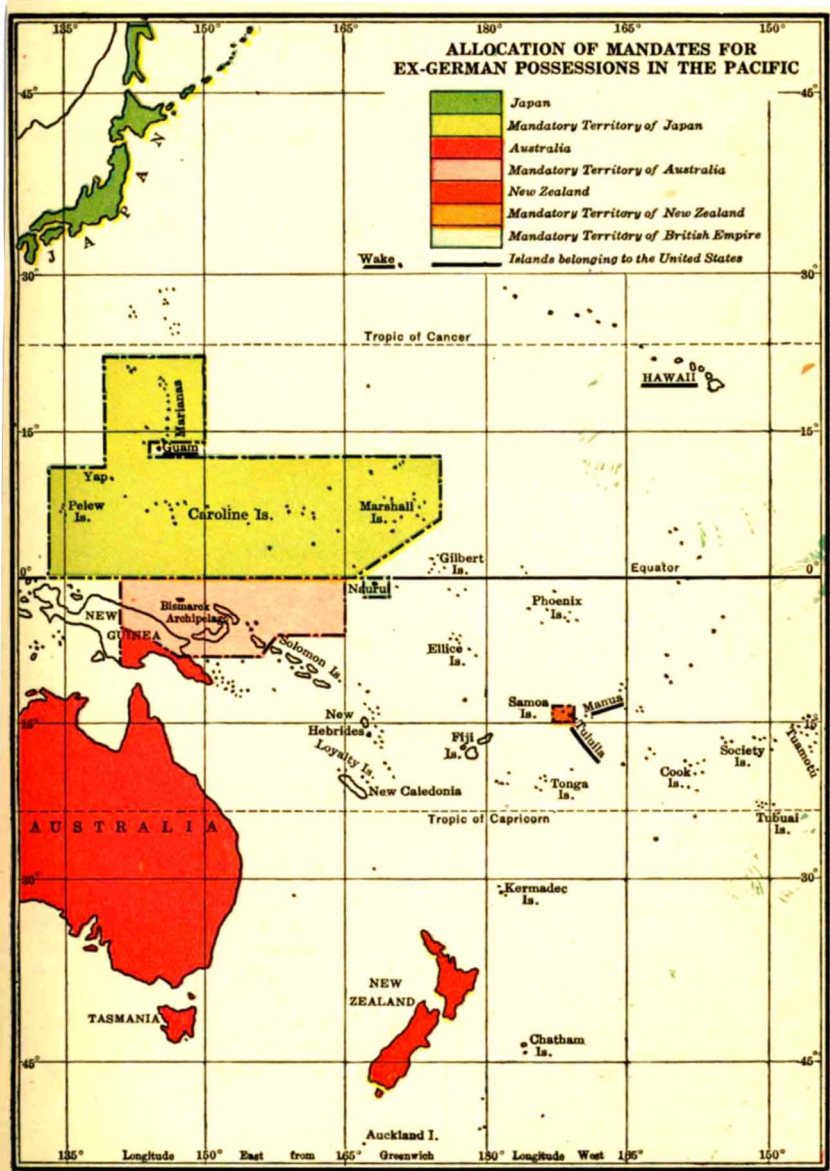 ALLOCATION OF MANDATES FOR
EX-GERMAN POSSESSIONS IN THE PACIFIC
Japan
Mandatory Territory of Japan
Australia
Mandatory Territory of Australia
New Zealand
Mandatory Territory of New Zealand
Mandatory Territory of British Empire
Islands belonging to the United States
135°
150°
165°
180°
165°
150°
45°
45°
JAPAN
Wake
30°
30°
Tropic of Cancer
HAWAII
Marianas
15°
15°
Guam
Yap
Pelew
Is.
Caroline Is.
Marshall
Is.
Gilbert
Is.
0°
Equator
0°
Nauru
Bismarck
Archipelago
NEW
GUINEA
Solomon Is.
Phoenix
Is.
Ellice
Is.
Samoa
Is.
Manua
Tutuila
15°
15°
New
Hebrides
Fiji
Is.
Loyalty Is.
New Caledonia
Tonga
Is.
Cook
Is.
Society
Is.
Tuamotu
AUSTRALIA
Tropic of Capricorn
Tubuai
Is.
30°
30°
Kermadec
Is.
NEW
ZEALAND
TASMANIA
Chatham
Is.
45°
45°
Auckland I.
135° Longitude 150° East from 165° Greenwich 180° Longitude West 165° 150°